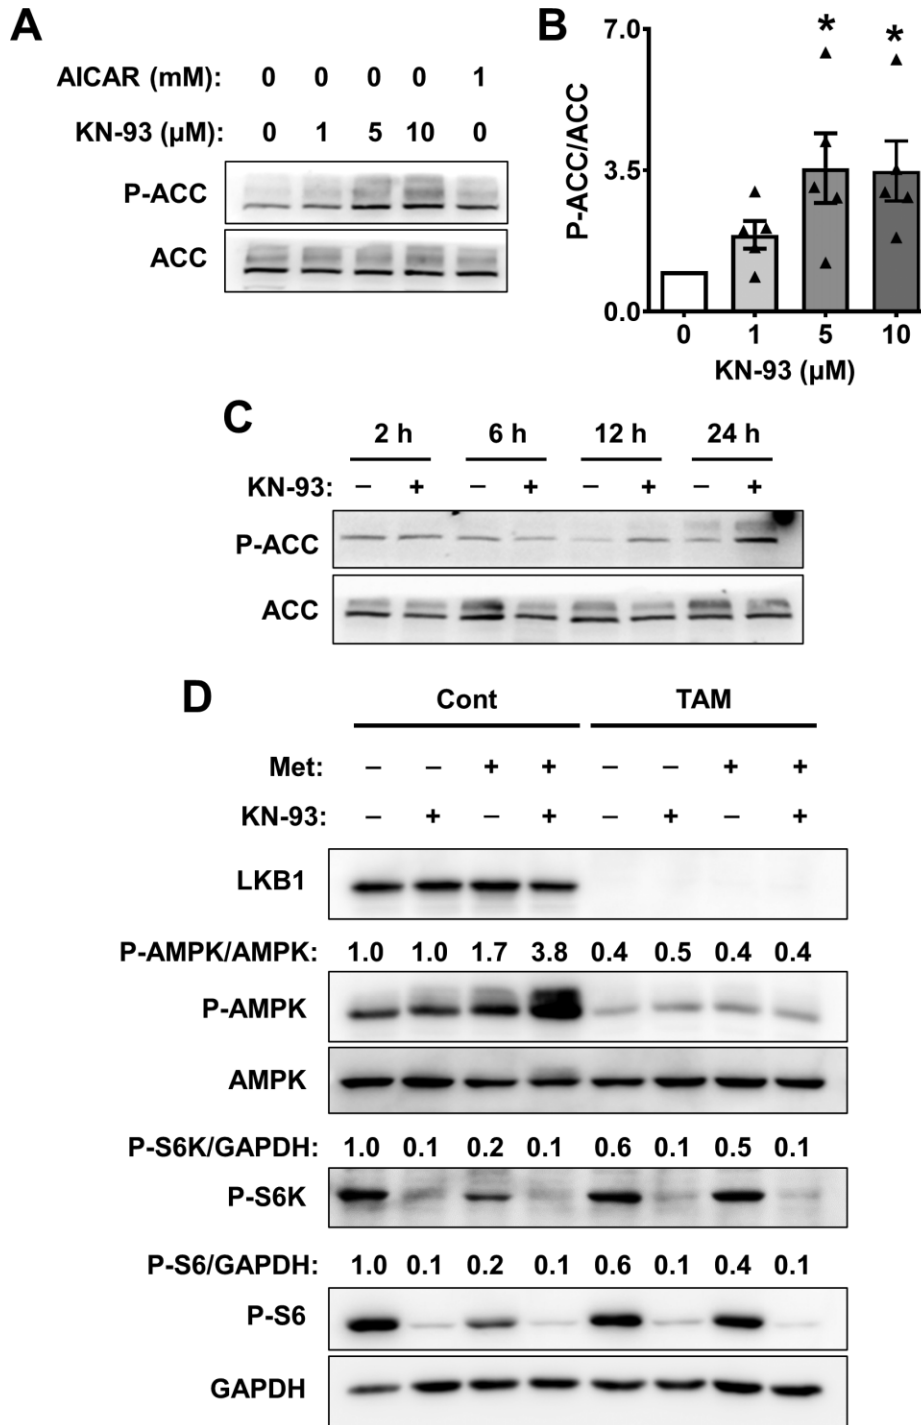 A
AICAR (mM): 0 0 0 0 1
KN-93 (µM): 0 1 5 10 0
P-ACC
ACC
B
P-ACC/ACC
7.0
3.5
0.0
* *
0 1 5 10
KN-93 (µM)
C
2 h 6 h 12 h 24 h
KN-93: – + – + – + – +
P-ACC
ACC
D
Cont TAM
Met: – – + + – – + +
KN-93: – + – + – + – +
LKB1
P-AMPK/AMPK: 1.0 1.0 1.7 3.8 0.4 0.5 0.4 0.4
P-AMPK
AMPK
P-S6K/GAPDH: 1.0 0.1 0.2 0.1 0.6 0.1 0.5 0.1
P-S6K
P-S6/GAPDH: 1.0 0.1 0.2 0.1 0.6 0.1 0.4 0.1
P-S6
GAPDH